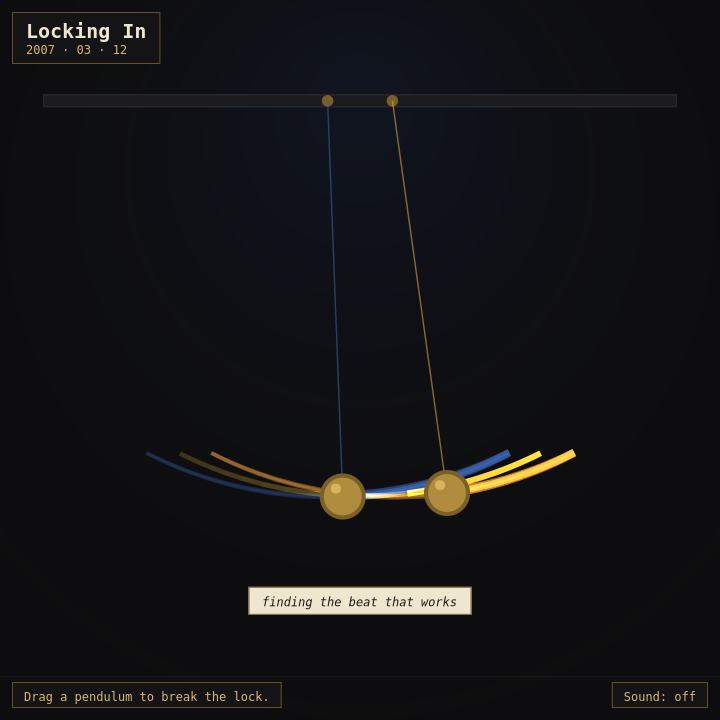 Locking In
2007 · 03 · 12
finding the beat that works
Drag a pendulum to break the lock.
Sound: off